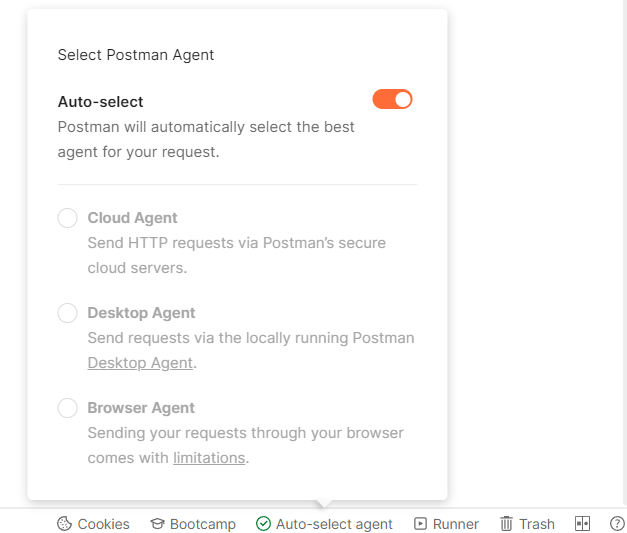 Select Postman Agent
Auto-select
Postman will automatically select the best
agent for your request.
Cloud Agent
Send HTTP requests via Postman’s secure
cloud servers.
Desktop Agent
Send requests via the locally running Postman
Desktop Agent.
Browser Agent
Sending your requests through your browser
comes with limitations.
Cookies Bootcamp Auto-select agent Runner Trash